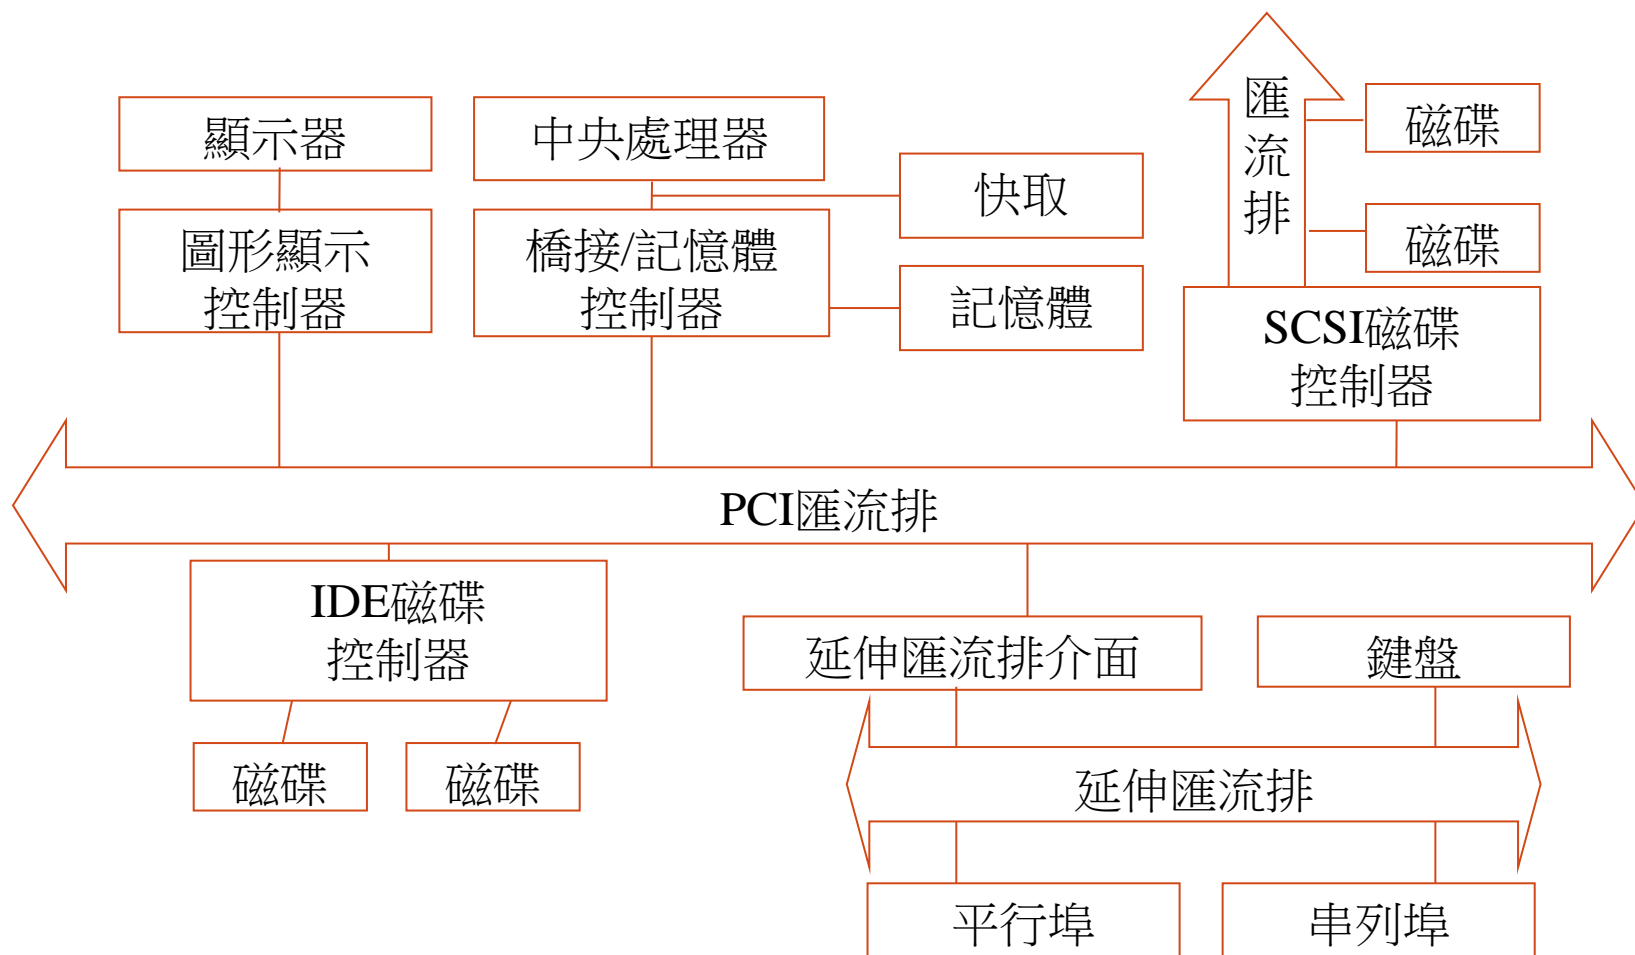 顯示器
中央處理器
快取
匯
流
排
磁碟
磁碟
圖形顯示
控制器
橋接/記憶體
控制器
記憶體
SCSI磁碟
控制器
PCI匯流排
IDE磁碟
控制器
磁碟
磁碟
延伸匯流排介面
鍵盤
延伸匯流排
平行埠
串列埠